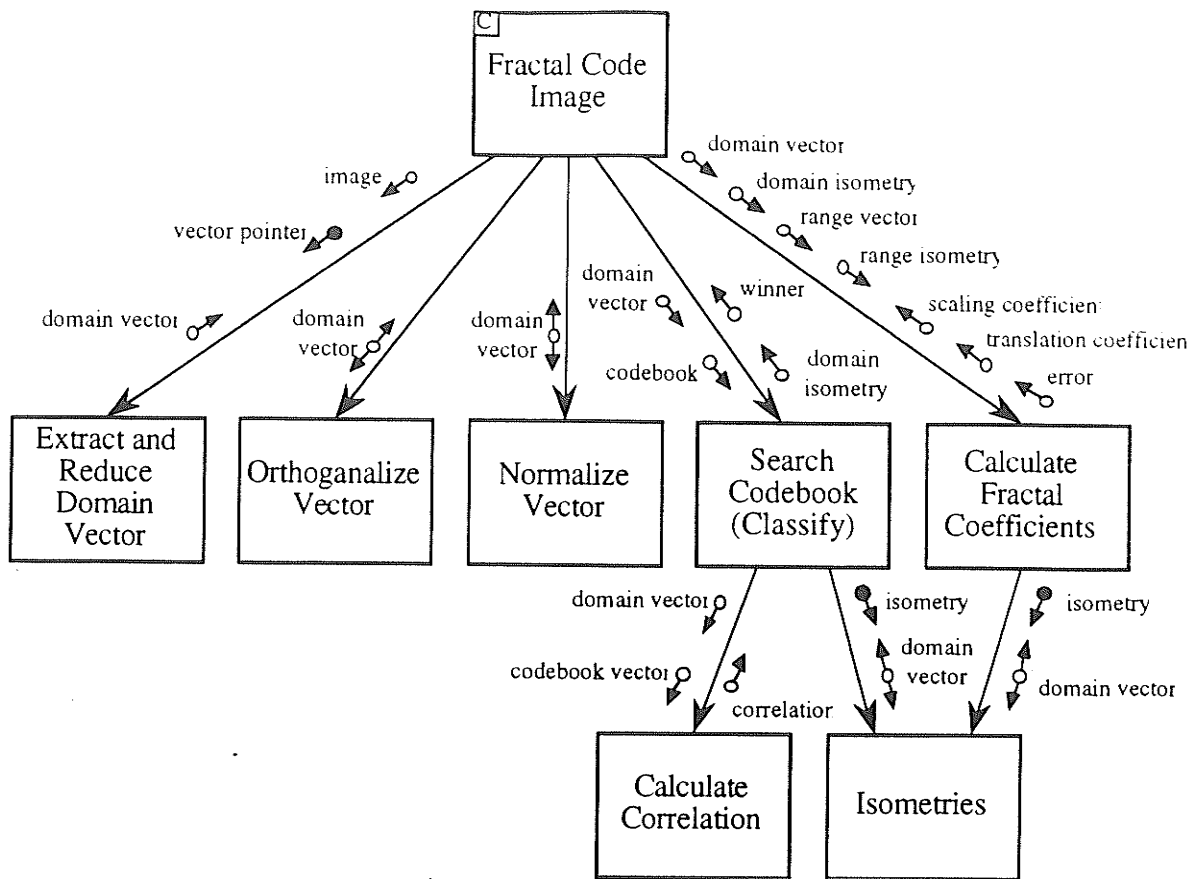 C
Fractal Code
Image
image
vector pointer
domain vector
domain
vector
domain
vector
domain
vector
codebook
winner
domain
isometry
domain vector
domain isometry
range vector
range isometry
scaling coefficien
translation coefficien
error
Extract and
Reduce
Domain
Vector
Orthoganalize
Vector
Normalize
Vector
Search
Codebook
(Classify)
Calculate
Fractal
Coefficients
domain vector
codebook vector
correlation
isometry
domain
vector
isometry
domain vector
Calculate
Correlation
Isometries